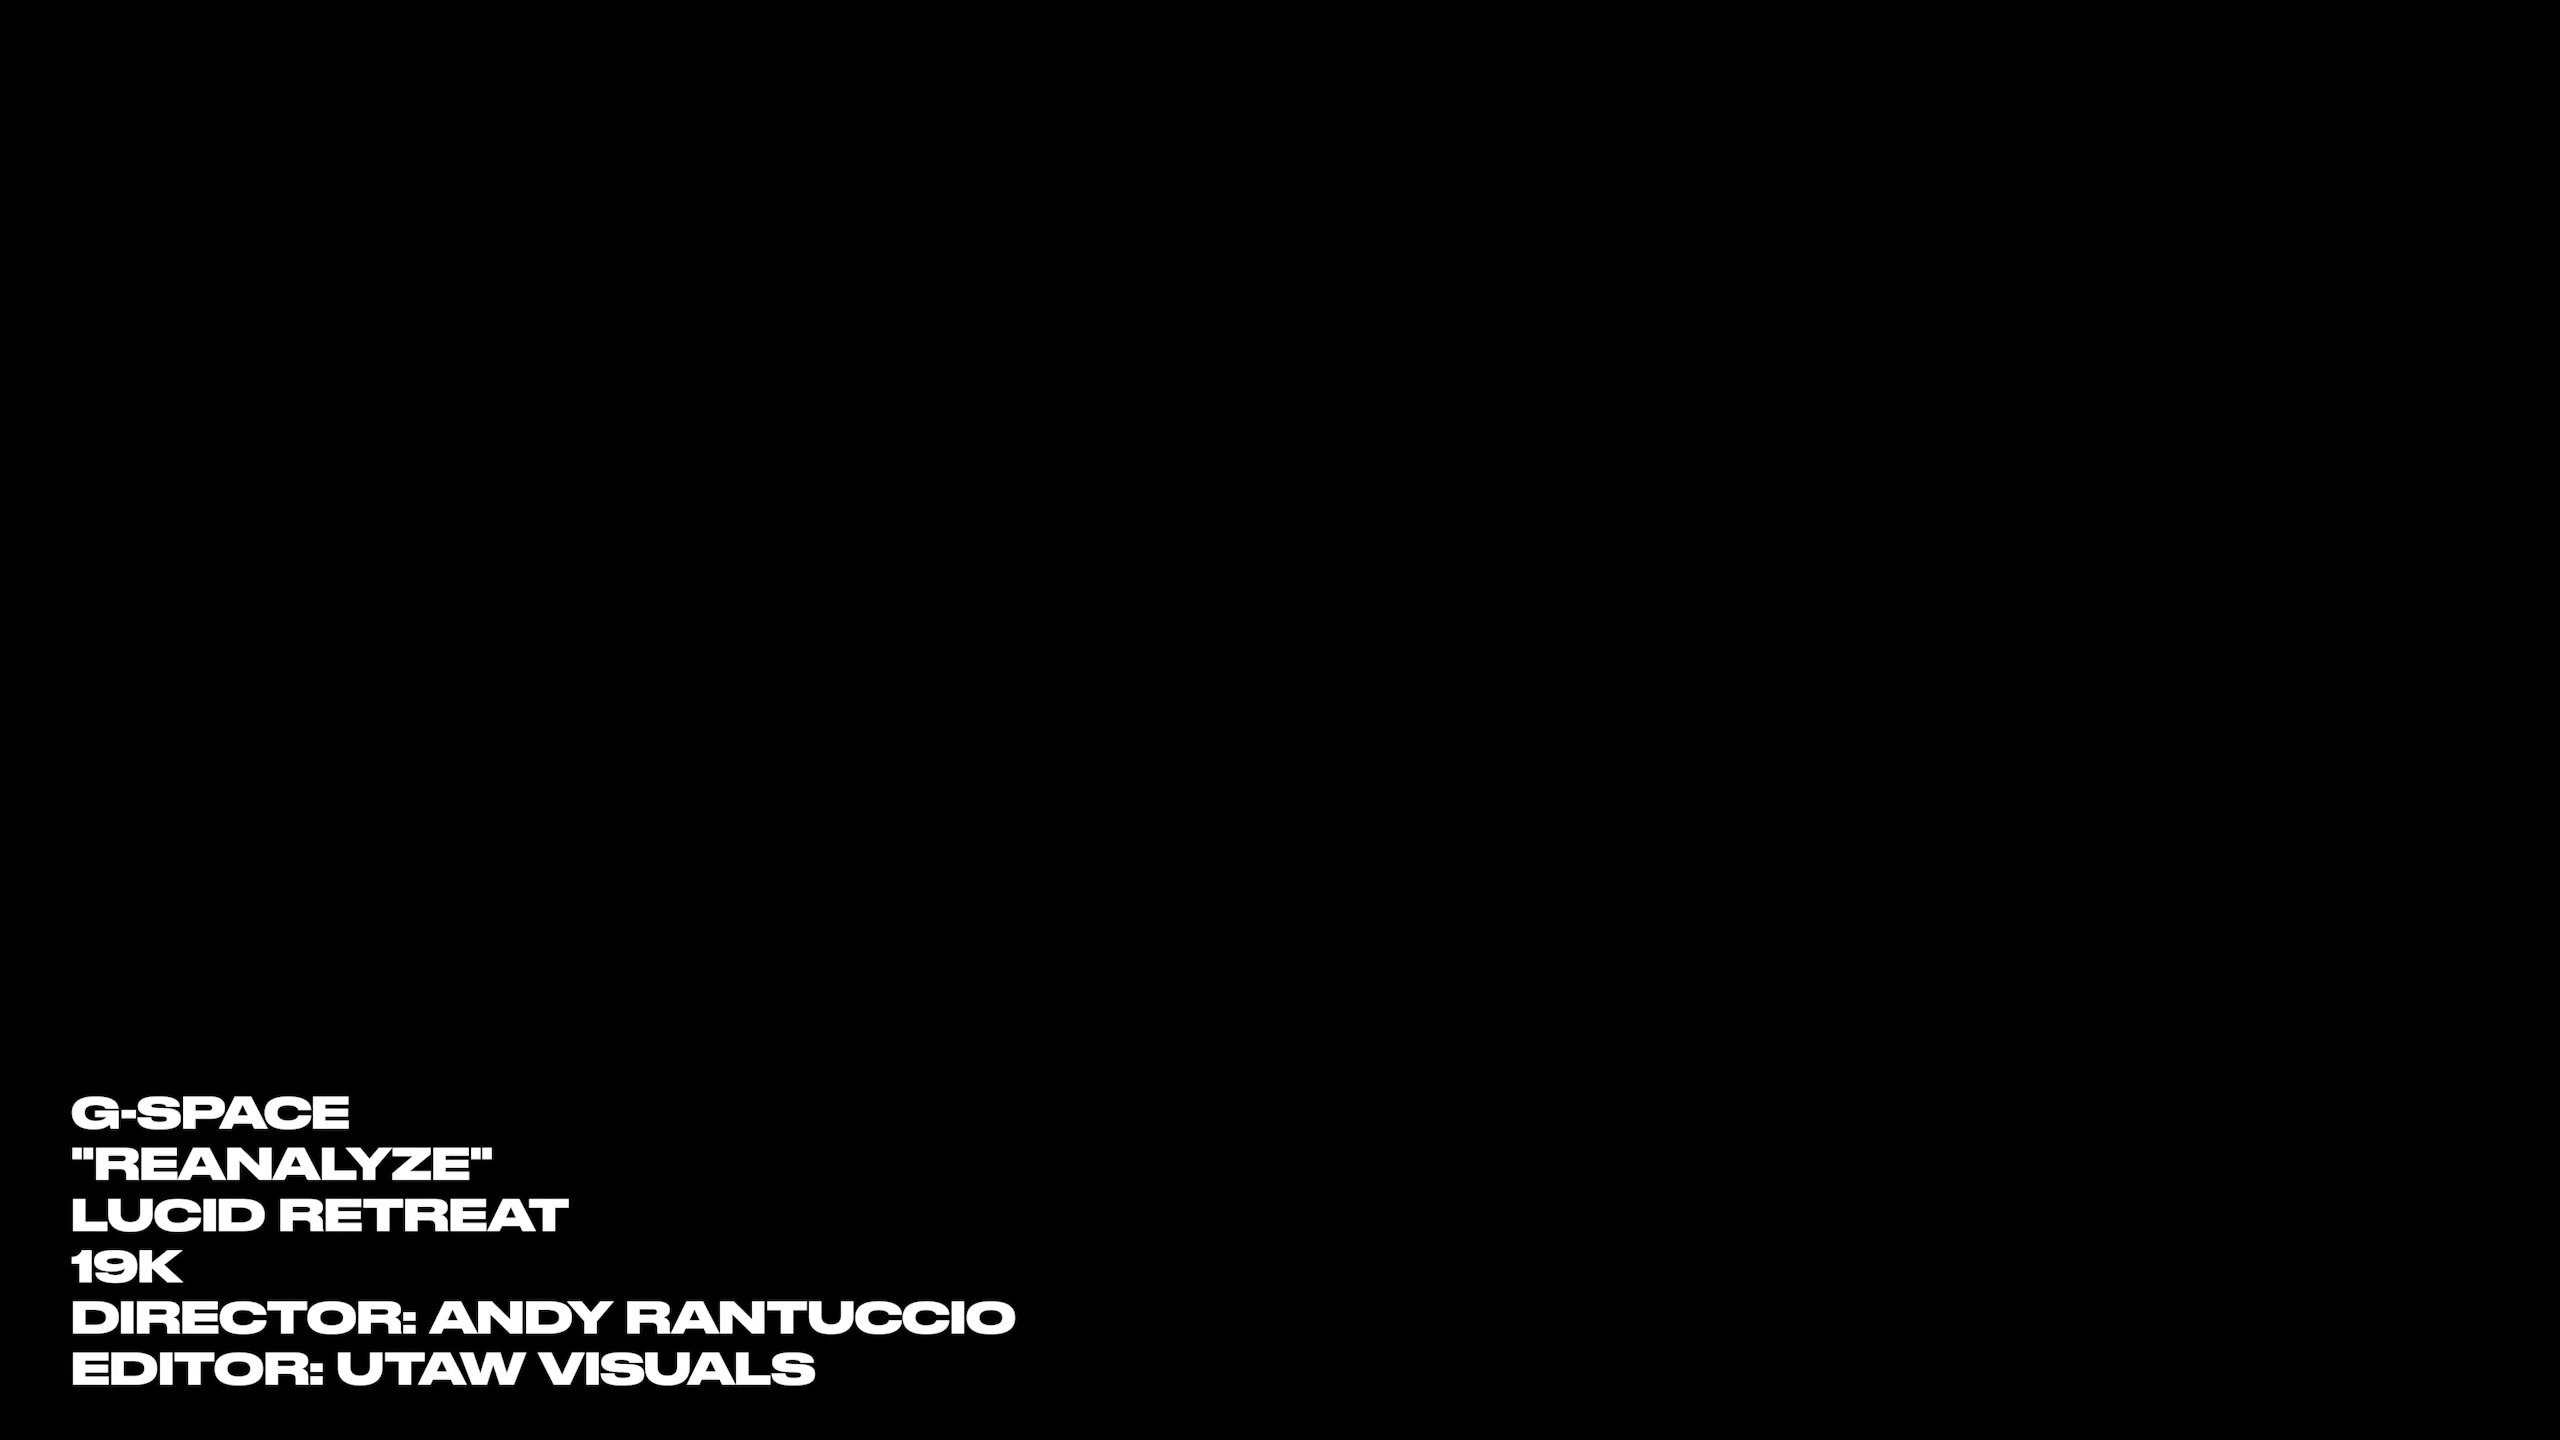 G-SPACE
"REANALYZE"
LUCID RETREAT
19K
DIRECTOR: ANDY RANTUCCIO
EDITOR: UTAW VISUALS